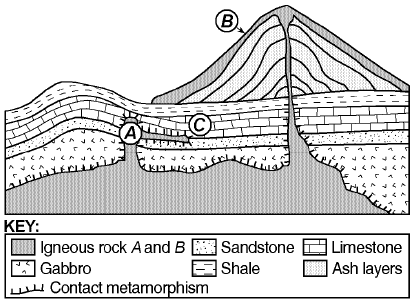 B
A
C
KEY:
Igneous rock A and B Sandstone Limestone
Gabbro Shale Ash layers
Contact metamorphism